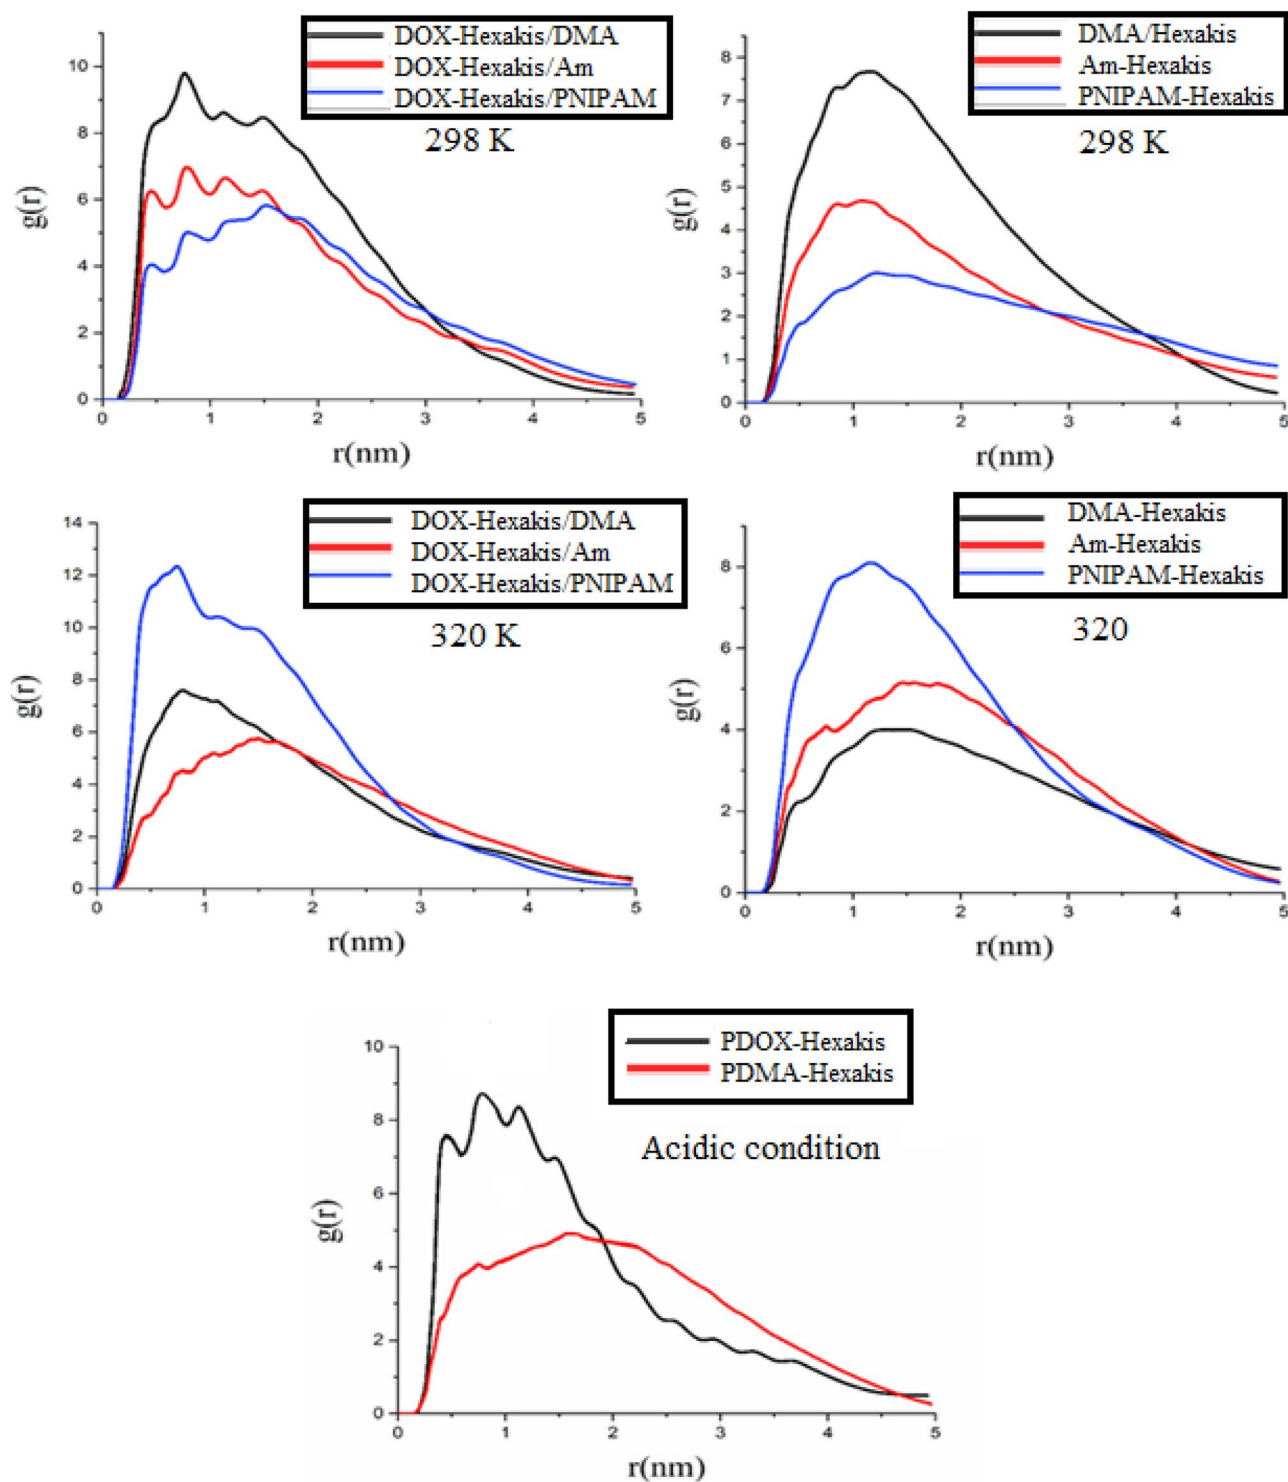 DOX-Hexakis/DMA
DOX-Hexakis/Am
DOX-Hexakis/PNIPAM
298 K
g(r)
10
8
6
4
2
0
0 1 2 3 4 5
r(nm)
DMA/Hexakis
Am-Hexakis
PNIPAM-Hexakis
298 K
g(r)
8
7
6
5
4
3
2
1
0
0 1 2 3 4 5
r(nm)
DOX-Hexakis/DMA
DOX-Hexakis/Am
DOX-Hexakis/PNIPAM
320 K
g(r)
14
12
10
8
6
4
2
0
0 1 2 3 4 5
r(nm)
DMA-Hexakis
Am-Hexakis
PNIPAM-Hexakis
320
g(r)
8
6
4
2
0
0 1 2 3 4 5
r(nm)
PDOX-Hexakis
PDMA-Hexakis
Acidic condition
g(r)
10
8
6
4
2
0
0 1 2 3 4 5
r(nm)